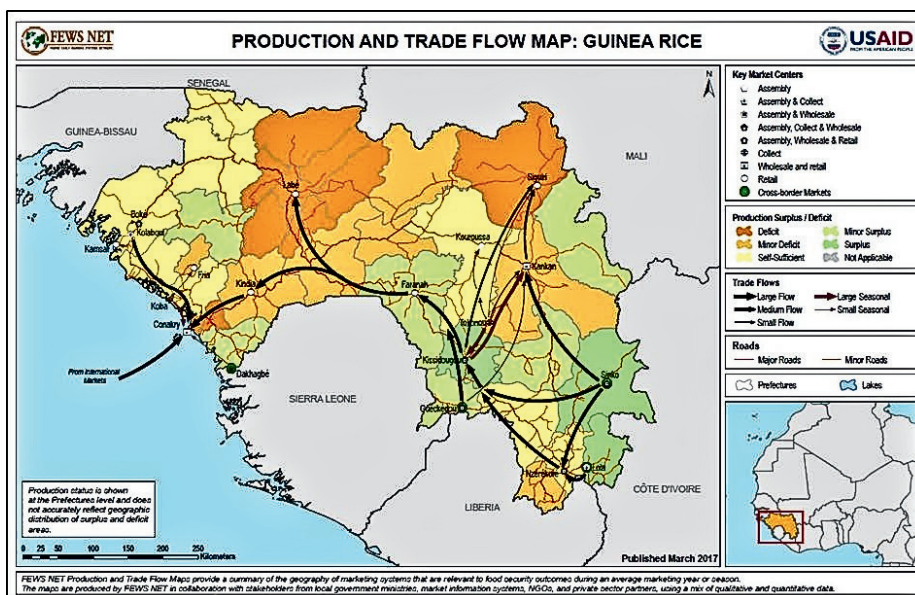 FEWS NET
PRODUCTION AND TRADE FLOW MAP: GUINEA RICE
USAID
FROM THE AMERICAN PEOPLE
Key Market Centers
Assembly
Assembly & Collect
Assembly & Wholesale
Assembly, Collect & Wholesale
Assembly, Wholesale & Retail
Collect
Wholesale and retail
Retail
Cross-border Markets
Production Surplus / Deficit
Deficit
Minor Surplus
Minor Deficit
Surplus
Self-Sufficient
Not Applicable
Trade Flows
Large Flow
Large Seasonal
Medium Flow
Small Seasonal
Small Flow
Roads
Major Roads
Minor Roads
Prefectures
Lakes
N
SENEGAL
GUINEA-BISSAU
MALI
SIERRA LEONE
LIBERIA
CÔTE D'IVOIRE
Labé
Siguiri
Boké
Kolaboui
Kamsar
Fria
Kouroussa
Kankan
Kindia
Faranah
Koba
Conakry
Kissidougou
Dakhagbé
Sinko
Gueckedou
Nzérékoré
Lola
From International
Markets
Production status is shown
at the Prefectures level and does
not accurately reflect geographic
distribution of surplus and deficit
areas.
0 25 50 100 150 200 250
Kilometers
Published March 2017
FEWS NET Production and Trade Flow Maps provide a summary of the geography of marketing systems that are relevant to food security outcomes during an average marketing year or season.
The maps are produced by FEWS NET in collaboration with stakeholders from local government ministries, market information systems, NGOs, and private sector partners, using a mix of qualitative and quantitative data.